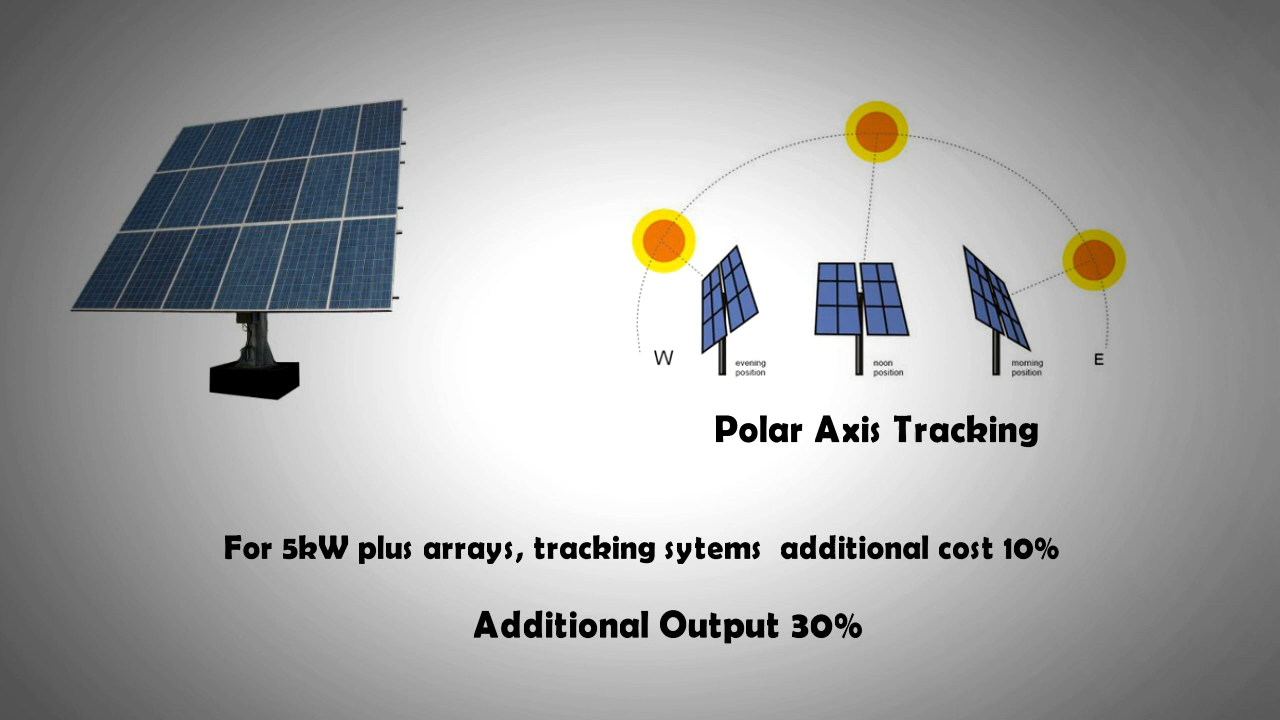 W
evening
position
noon
position
morning
position
E
Polar Axis Tracking
For 5kW plus arrays, tracking sytems additional cost 10%
Additional Output 30%